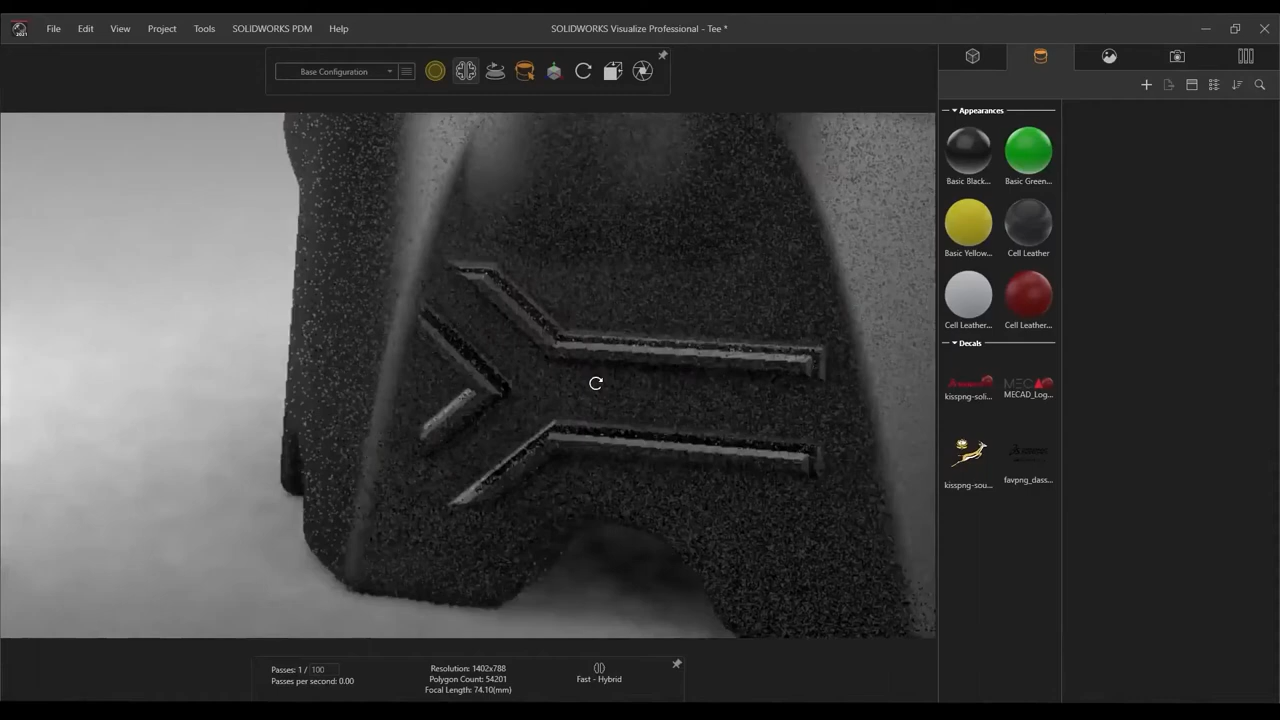 File Edit View Project Tools SOLIDWORKS PDM Help
SOLIDWORKS Visualize Professional - Tee *
2021
Base Configuration
Appearances
Basic Black... Basic Green...
Basic Yellow... Cell Leather
Cell Leather... Cell Leather...
Decals
kisspng-soli... MECAD_Log...
kisspng-sou... favpng_dass...
Passes: 1 / 100
Passes per second: 0.00
Resolution: 1402x788
Polygon Count: 54201
Focal Length: 74.10(mm)
Fast - Hybrid